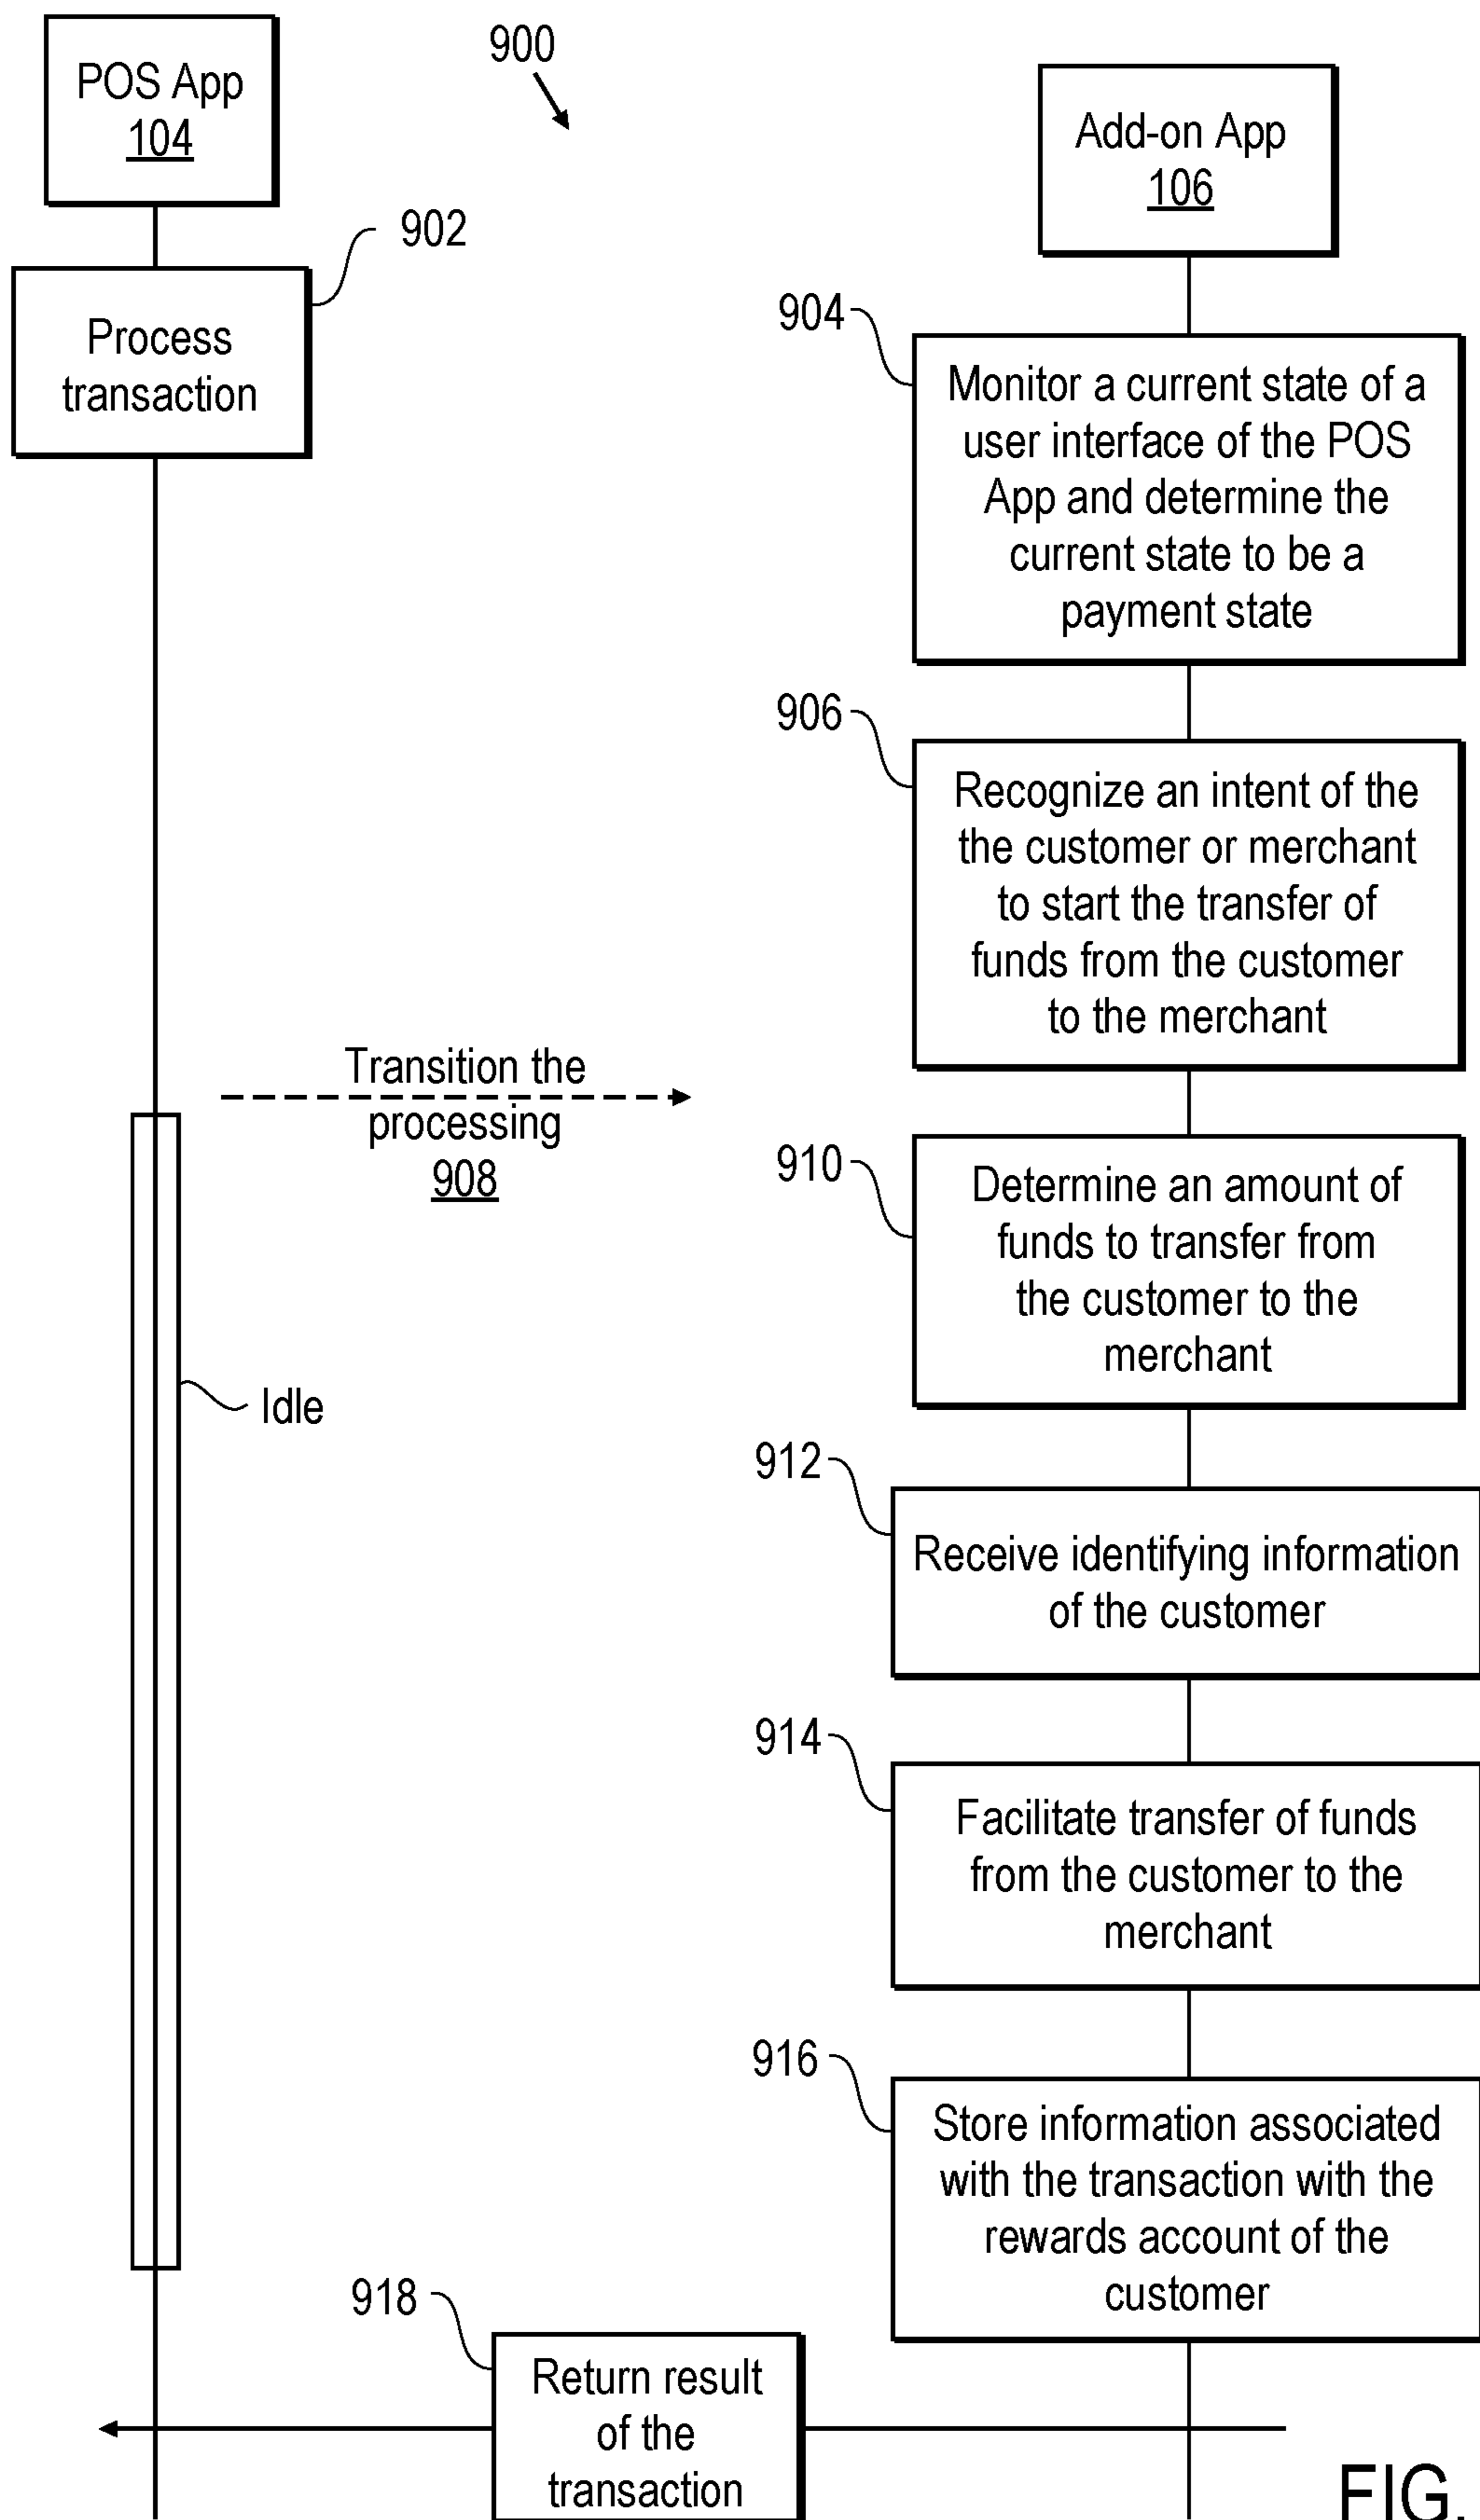 POS App
104
900
Add-on App
106
902
Process
transaction
904
Monitor a current state of a
user interface of the POS
App and determine the
current state to be a
payment state
906
Recognize an intent of the
the customer or merchant
to start the transfer of
funds from the customer
to the merchant
Transition the
processing
908
910
Determine an amount of
funds to transfer from
the customer to the
merchant
Idle
912
Receive identifying information
of the customer
914
Facilitate transfer of funds
from the customer to the
merchant
916
Store information associated
with the transaction with the
rewards account of the
customer
918
Return result
of the
transaction
FIG.